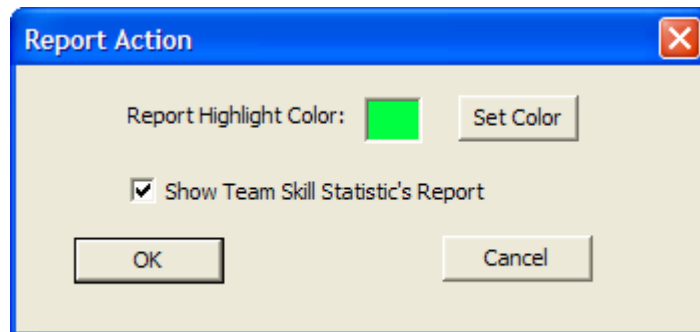 Report Action
Report Highlight Color: Set Color
Show Team Skill Statistic's Report
OK Cancel